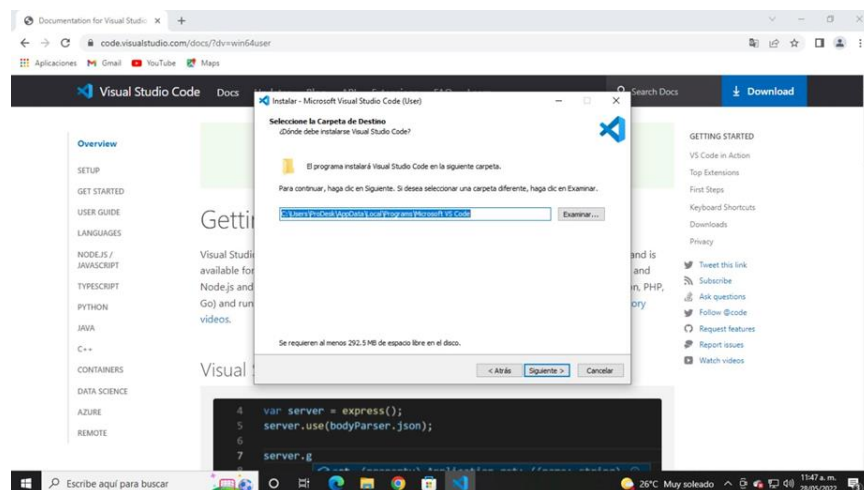 Documentation for Visual Studio
code.visualstudio.com/docs/?dv=win64user
Aplicaciones
Gmail
YouTube
Maps
Visual Studio Code
Docs
Search Docs
Download
Overview
SETUP
GET STARTED
USER GUIDE
LANGUAGES
NODE.JS /
JAVASCRIPT
TYPESCRIPT
PYTHON
JAVA
C++
CONTAINERS
DATA SCIENCE
AZURE
REMOTE
Getti
Visual Studi
available for
Node.js and
Go) and run
videos.
Visual
Instalar - Microsoft Visual Studio Code (User)
Seleccione la Carpeta de Destino
¿Dónde debe instalarse Visual Studio Code?
El programa instalará Visual Studio Code en la siguiente carpeta.
Para continuar, haga clic en Siguiente. Si desea seleccionar una carpeta diferente, haga clic en Examinar.
C:\Users\ProDesk\AppData\Local\Programs\Microsoft VS Code
Examinar...
Se requieren al menos 292.5 MB de espacio libre en el disco.
< Atrás
Siguiente >
Cancelar
and is
and
on, PHP,
ory
GETTING STARTED
VS Code in Action
Top Extensions
First Steps
Keyboard Shortcuts
Downloads
Privacy
Tweet this link
Subscribe
Ask questions
Follow @code
Request features
Report issues
Watch videos
4 var server = express();
5 server.use(bodyParser.json);
6
7 server.g
Escribe aquí para buscar
26°C Muy soleado
11:47 a. m.
28/05/2022